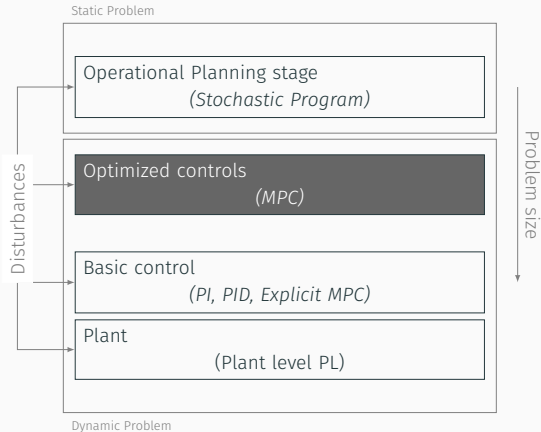 Static Problem
Operational Planning stage
(Stochastic Program)
Optimized controls
(MPC)
Disturbances
Problem size
Basic control
(PI, PID, Explicit MPC)
Plant
(Plant level PL)
Dynamic Problem